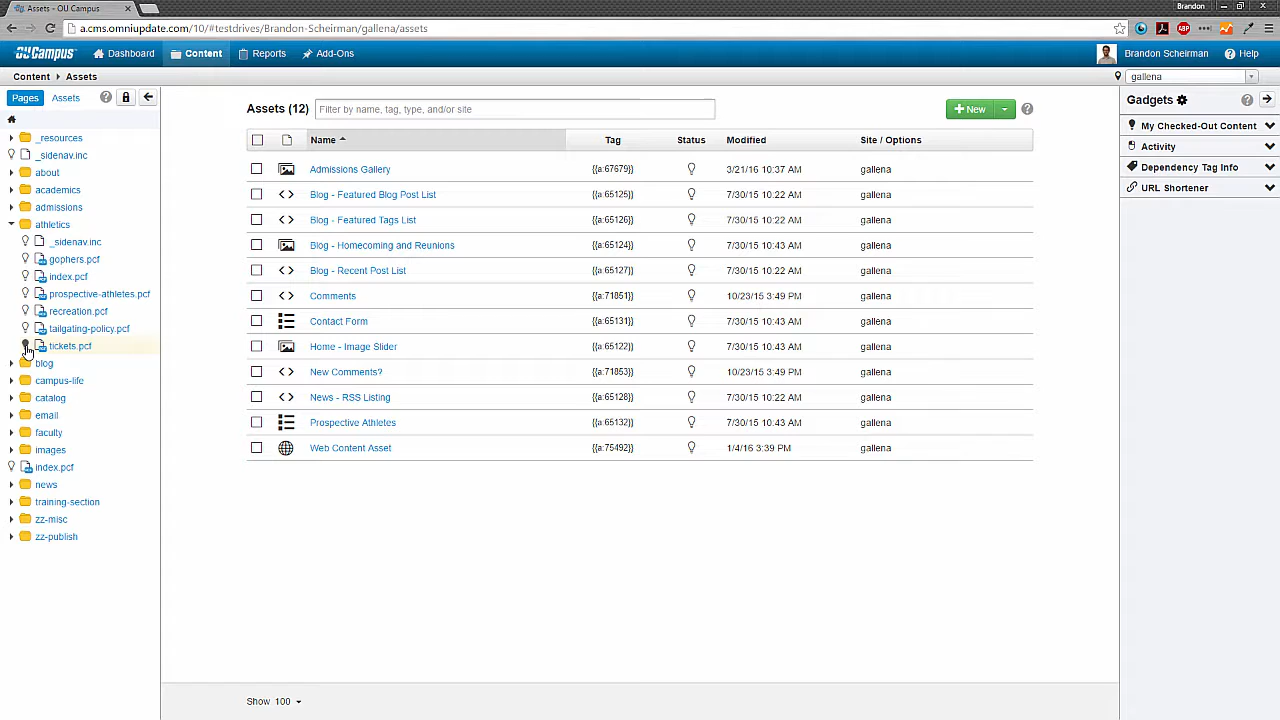 Assets - OU Campus
Brandon
a.cms.omniupdate.com/10/#testdrives/Brandon-Scheirman/gallena/assets
ABP
OU Campus
Dashboard
Content
Reports
Add-Ons
Brandon Scheirman
Help
Content
Assets
gallena
Pages
Assets
_resources
_sidenav.inc
about
academics
admissions
athletics
_sidenav.inc
gophers.pcf
index.pcf
prospective-athletes.pcf
recreation.pcf
tailgating-policy.pcf
tickets.pcf
blog
campus-life
catalog
email
faculty
images
index.pcf
news
training-section
zz-misc
zz-publish
Assets (12)
Filter by name, tag, type, and/or site
New
Name Tag Status Modified Site / Options
Admissions Gallery {{a:67679}} 3/21/16 10:37 AM gallena
Blog - Featured Blog Post List {{a:65125}} 7/30/15 10:22 AM gallena
Blog - Featured Tags List {{a:65126}} 7/30/15 10:22 AM gallena
Blog - Homecoming and Reunions {{a:65124}} 7/30/15 10:43 AM gallena
Blog - Recent Post List {{a:65127}} 7/30/15 10:22 AM gallena
Comments {{a:71851}} 10/23/15 3:49 PM gallena
Contact Form {{a:65131}} 7/30/15 10:43 AM gallena
Home - Image Slider {{a:65122}} 7/30/15 10:43 AM gallena
New Comments? {{a:71853}} 10/23/15 3:49 PM gallena
News - RSS Listing {{a:65128}} 7/30/15 10:22 AM gallena
Prospective Athletes {{a:65132}} 7/30/15 10:43 AM gallena
Web Content Asset {{a:75492}} 1/4/16 3:39 PM gallena
Show 100
Gadgets
My Checked-Out Content
Activity
Dependency Tag Info
URL Shortener